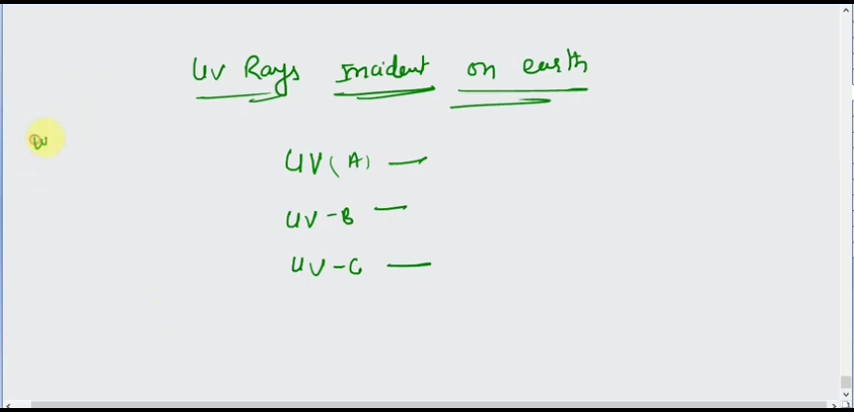 UV Rays Incident on earth
UV(A) —
UV-B —
UV-C —